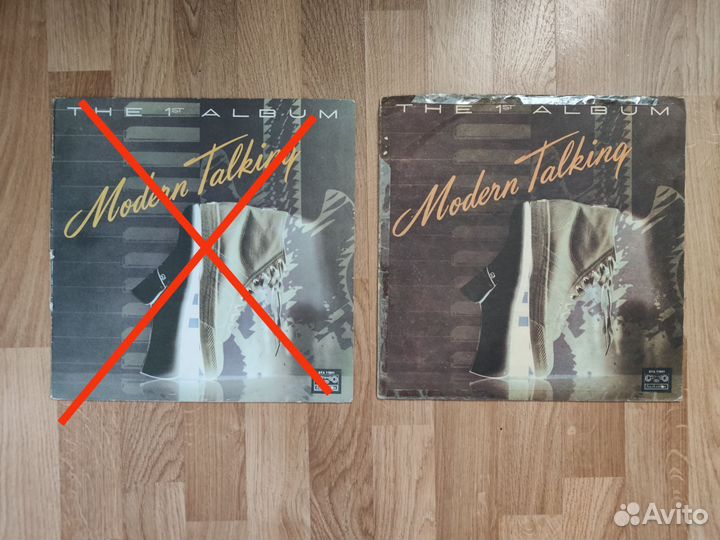 THE 1ST ALBUM
Modern Talking
THE 1ST ALBUM
Modern Talking
Avito